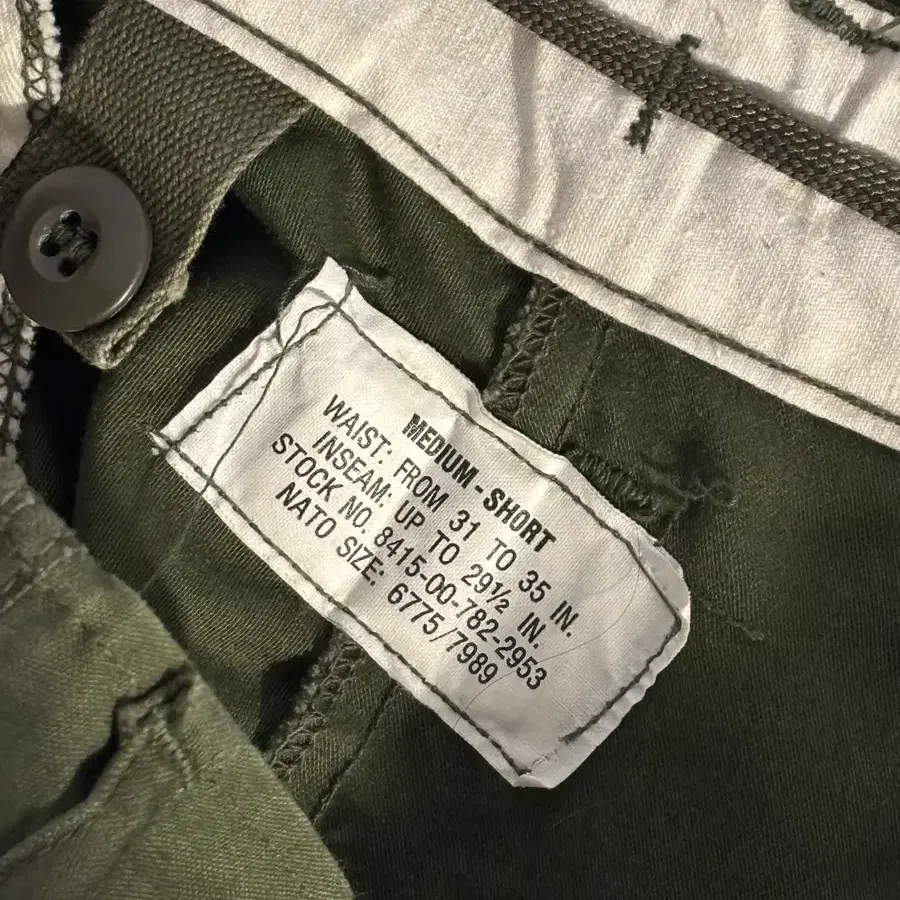 MEDIUM - SHORT
WAIST: FROM 31 TO 35 IN.
INSEAM: UP TO 29½ IN.
STOCK NO. 8415-00-782-2953
NATO SIZE: 6775/7989